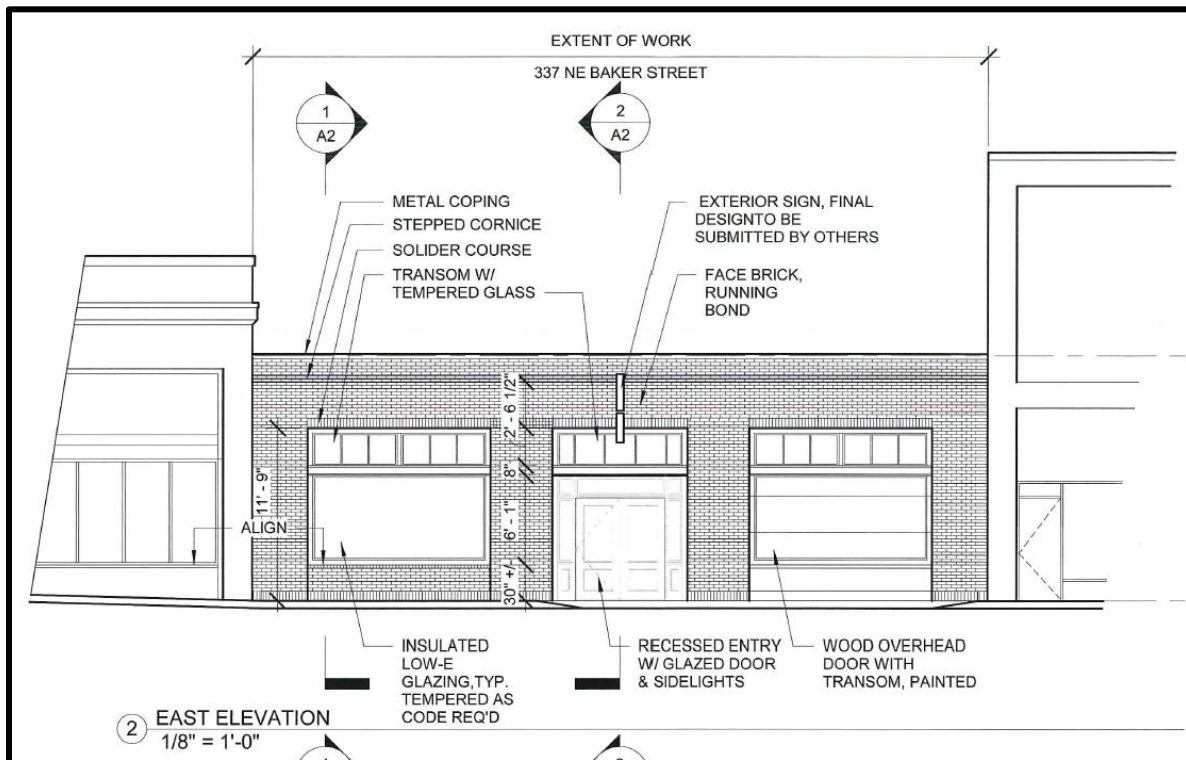 EXTENT OF WORK
337 NE BAKER STREET
1
A2
2
A2
METAL COPING
STEPPED CORNICE
SOLIDER COURSE
TRANSOM W/
TEMPERED GLASS
EXTERIOR SIGN, FINAL
DESIGNTO BE
SUBMITTED BY OTHERS
FACE BRICK,
RUNNING
BOND
2' - 6 1/2"
8"
6' - 1"
30" +/-
11' - 9"
ALIGN
INSULATED
LOW-E
GLAZING,TYP.
TEMPERED AS
CODE REQ'D
RECESSED ENTRY
W/ GLAZED DOOR
& SIDELIGHTS
WOOD OVERHEAD
DOOR WITH
TRANSOM, PAINTED
2
EAST ELEVATION
1/8" = 1'-0"